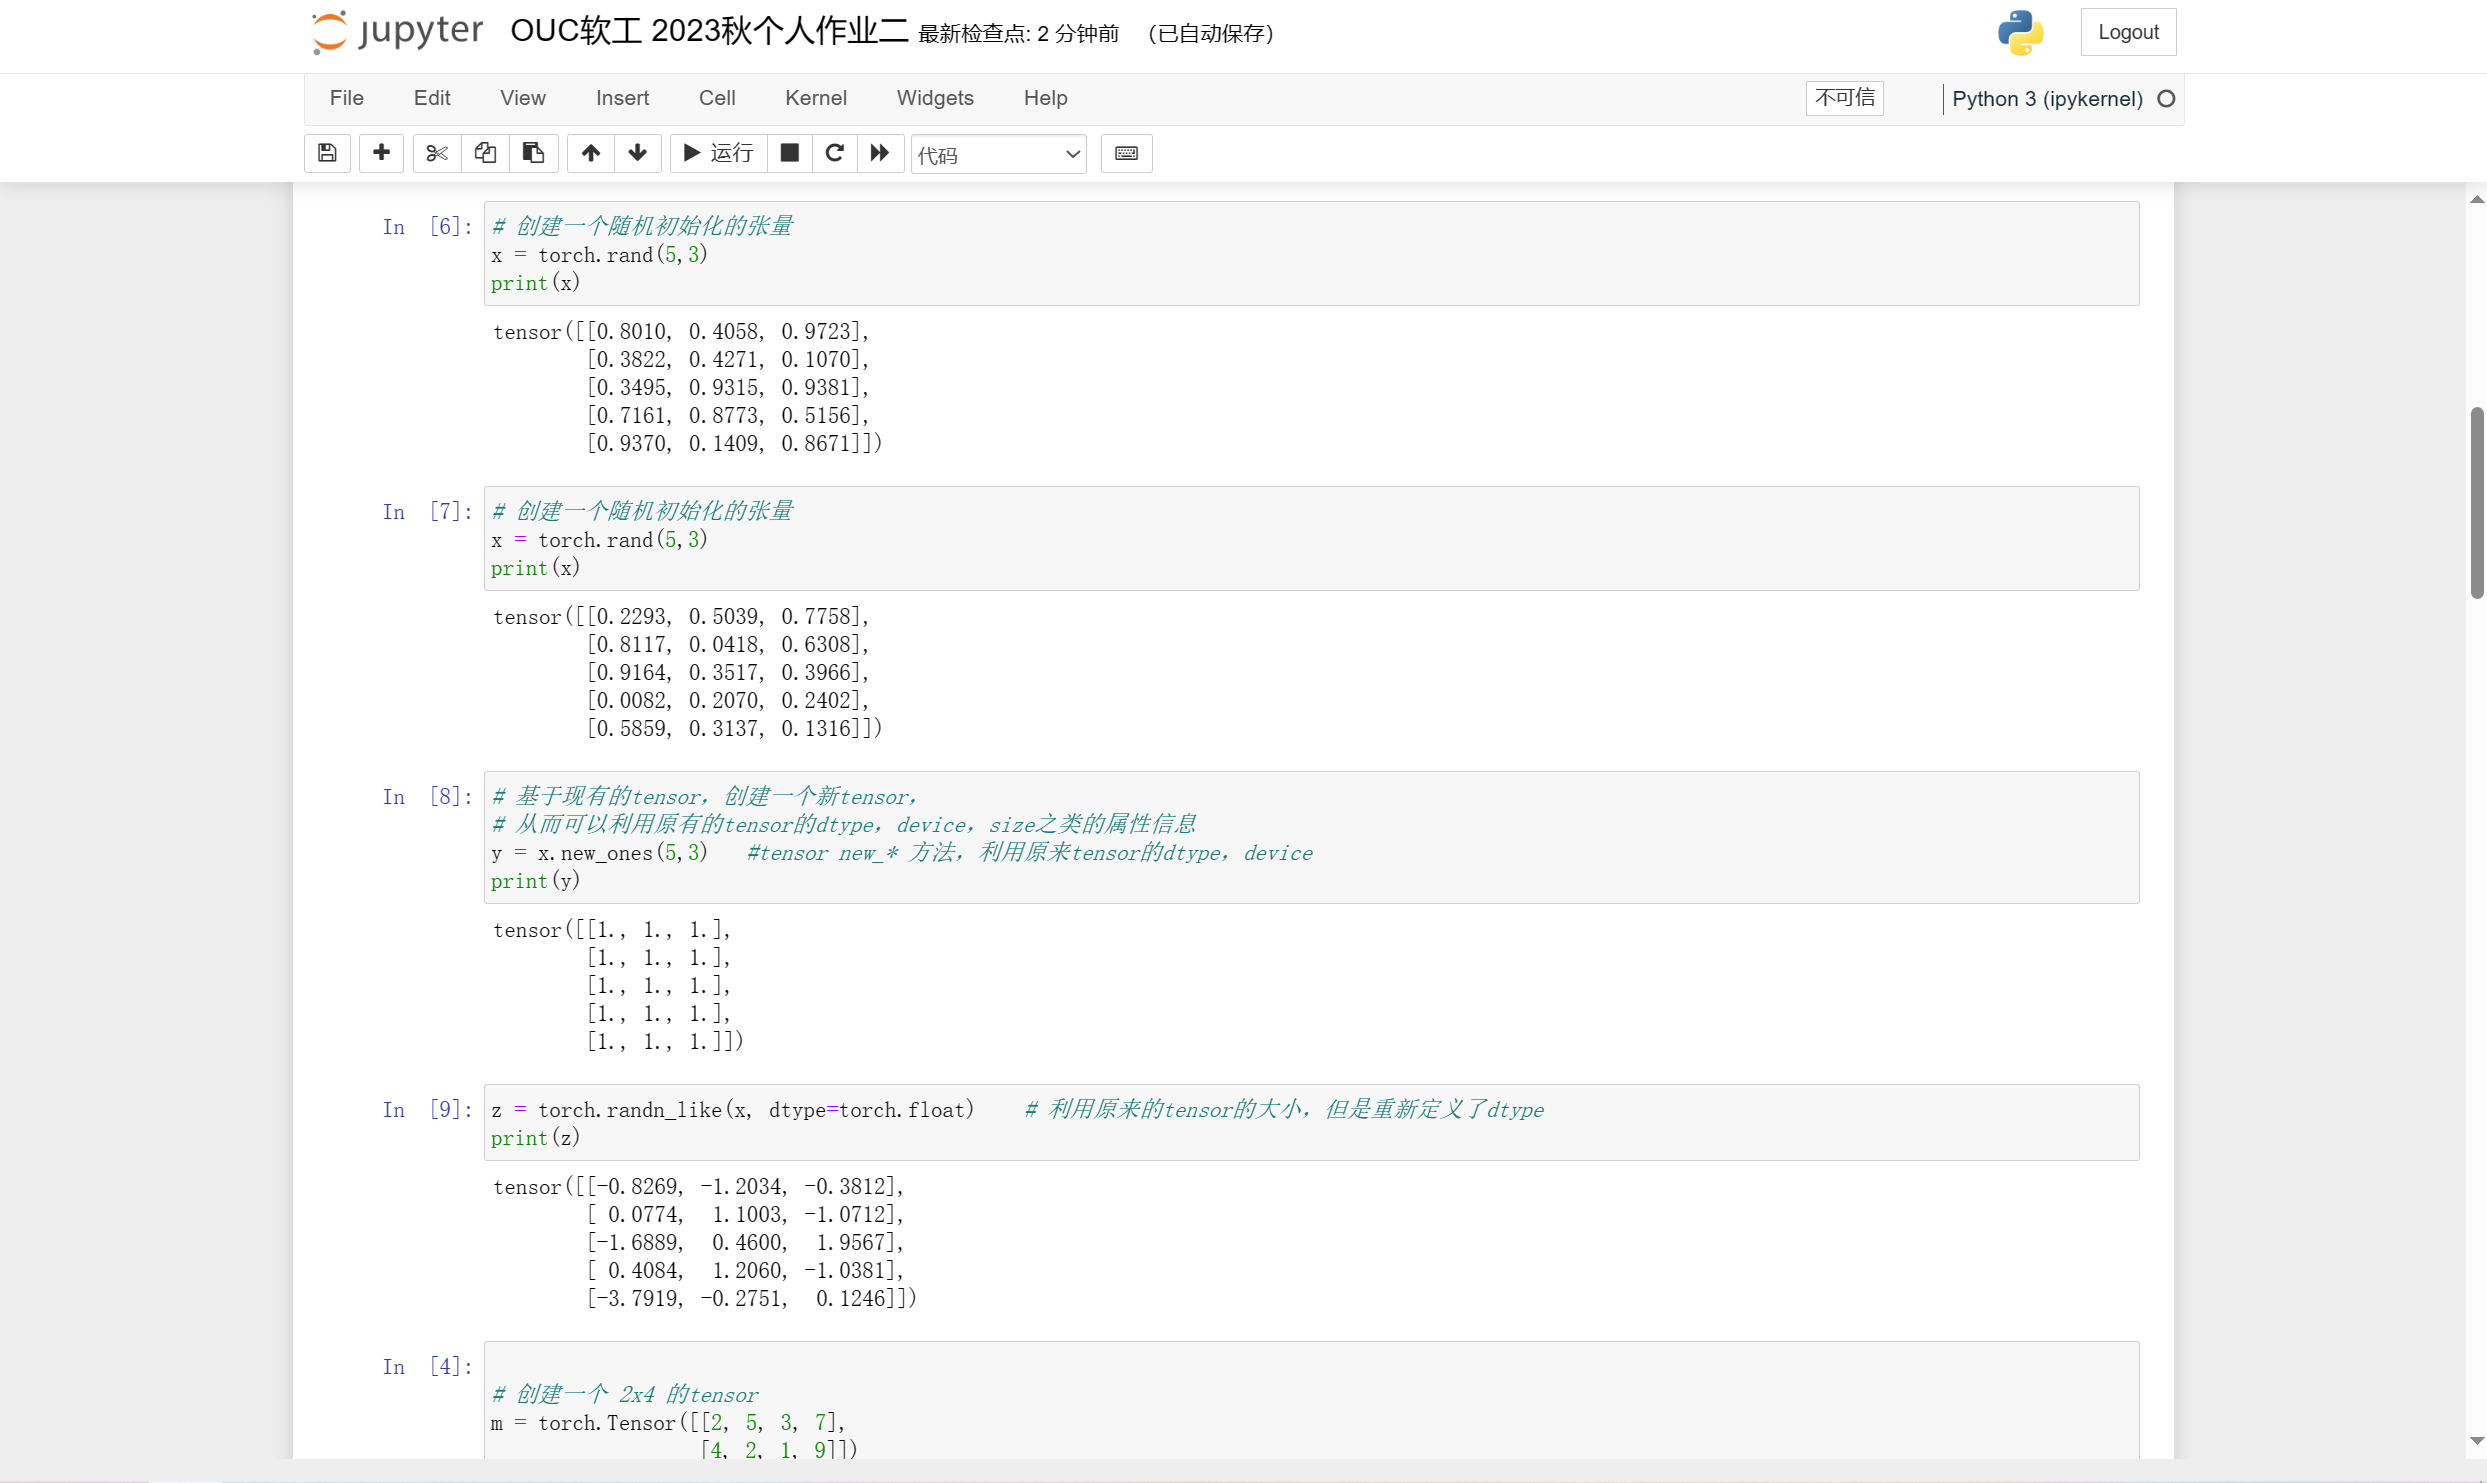 jupyter OUC软工 2023秋个人作业二 最新检查点: 2 分钟前 (已自动保存) Logout
File Edit View Insert Cell Kernel Widgets Help 不可信 Python 3 (ipykernel)
运行 代码
In [6]: # 创建一个随机初始化的张量
x = torch.rand(5,3)
print(x)
tensor([[0.8010, 0.4058, 0.9723],
        [0.3822, 0.4271, 0.1070],
        [0.3495, 0.9315, 0.9381],
        [0.7161, 0.8773, 0.5156],
        [0.9370, 0.1409, 0.8671]])
In [7]: # 创建一个随机初始化的张量
x = torch.rand(5,3)
print(x)
tensor([[0.2293, 0.5039, 0.7758],
        [0.8117, 0.0418, 0.6308],
        [0.9164, 0.3517, 0.3966],
        [0.0082, 0.2070, 0.2402],
        [0.5859, 0.3137, 0.1316]])
In [8]: # 基于现有的tensor，创建一个新tensor，
# 从而可以利用原有的tensor的dtype，device，size之类的属性信息
y = x.new_ones(5,3)   #tensor new_* 方法，利用原来tensor的dtype，device
print(y)
tensor([[1., 1., 1.],
        [1., 1., 1.],
        [1., 1., 1.],
        [1., 1., 1.],
        [1., 1., 1.]])
In [9]: z = torch.randn_like(x, dtype=torch.float)    # 利用原来的tensor的大小，但是重新定义了dtype
print(z)
tensor([[-0.8269, -1.2034, -0.3812],
        [ 0.0774,  1.1003, -1.0712],
        [-1.6889,  0.4600,  1.9567],
        [ 0.4084,  1.2060, -1.0381],
        [-3.7919, -0.2751,  0.1246]])
In [4]:
# 创建一个 2x4 的tensor
m = torch.Tensor([[2, 5, 3, 7],
                  [4, 2, 1, 9]])